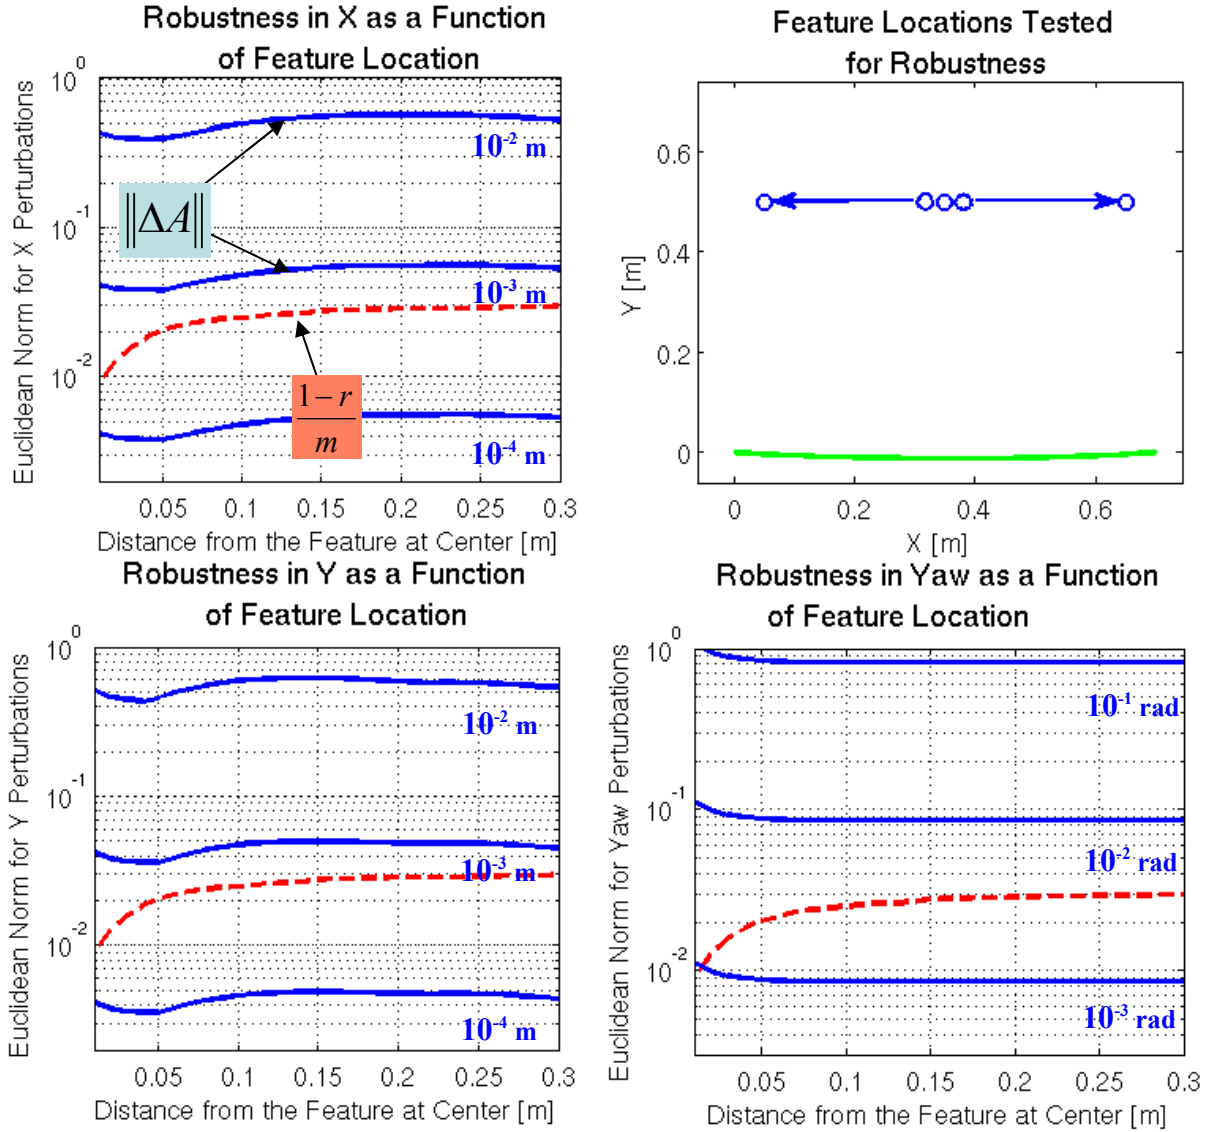 Robustness in X as a Function
of Feature Location
Euclidean Norm for X Perturbations
10^0
10^-1
10^-2
10^-2 m
‖ΔA‖
10^-3 m
1 − r
m
10^-4 m
0.05 0.1 0.15 0.2 0.25 0.3
Distance from the Feature at Center [m]
Feature Locations Tested
for Robustness
Y [m]
0.6
0.4
0.2
0
0 0.2 0.4 0.6
X [m]
Robustness in Y as a Function
of Feature Location
Euclidean Norm for Y Perturbations
10^0
10^-1
10^-2
10^-2 m
10^-3 m
10^-4 m
0.05 0.1 0.15 0.2 0.25 0.3
Distance from the Feature at Center [m]
Robustness in Yaw as a Function
of Feature Location
Euclidean Norm for Yaw Perturbations
10^0
10^-1
10^-2
10^-1 rad
10^-2 rad
10^-3 rad
0.05 0.1 0.15 0.2 0.25 0.3
Distance from the Feature at Center [m]